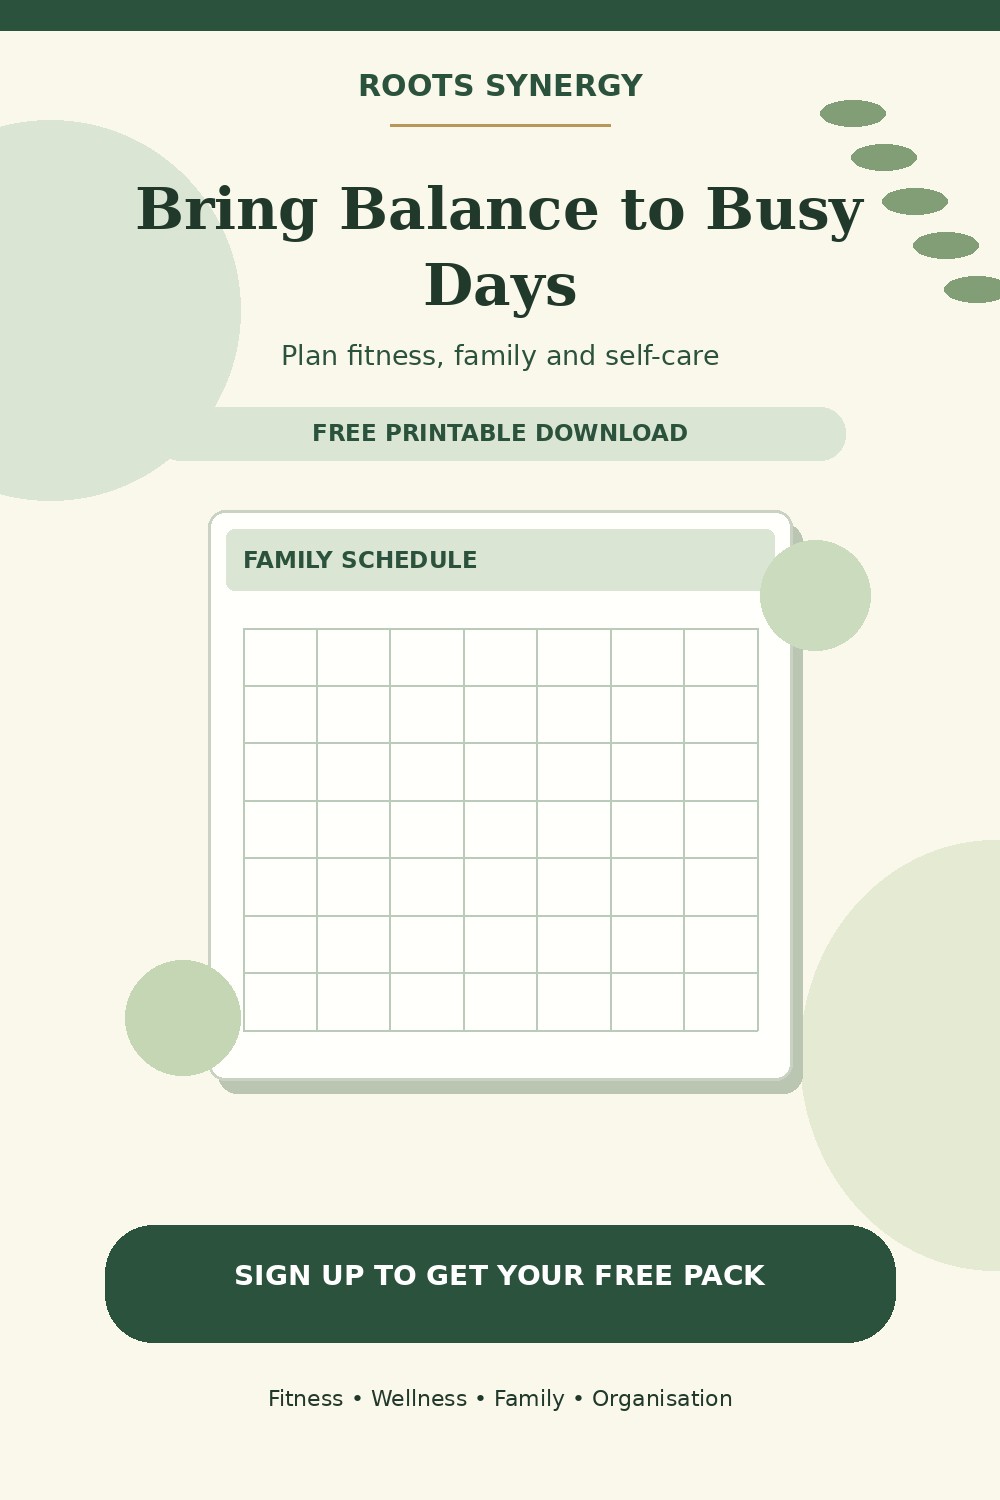 ROOTS SYNERGY
Bring Balance to Busy
Days
Plan fitness, family and self-care
FREE PRINTABLE DOWNLOAD
FAMILY SCHEDULE
SIGN UP TO GET YOUR FREE PACK
Fitness • Wellness • Family • Organisation